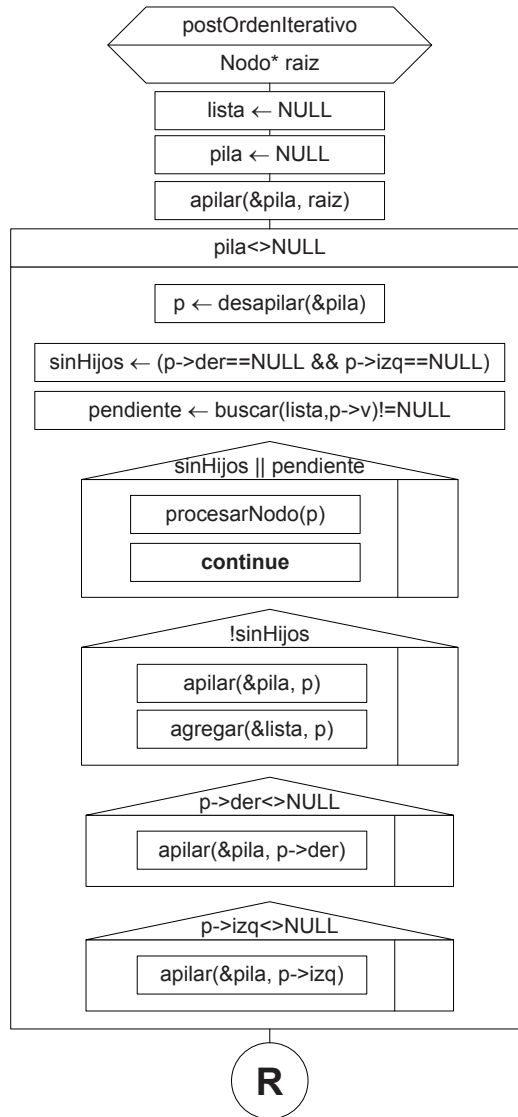 postOrdenIterativo
Nodo* raiz
lista ← NULL
pila ← NULL
apilar(&pila, raiz)
pila<>NULL
p ← desapilar(&pila)
sinHijos ← (p->der==NULL && p->izq==NULL)
pendiente ← buscar(lista,p->v)!=NULL
sinHijos || pendiente
procesarNodo(p)
continue
!sinHijos
apilar(&pila, p)
agregar(&lista, p)
p->der<>NULL
apilar(&pila, p->der)
p->izq<>NULL
apilar(&pila, p->izq)
R